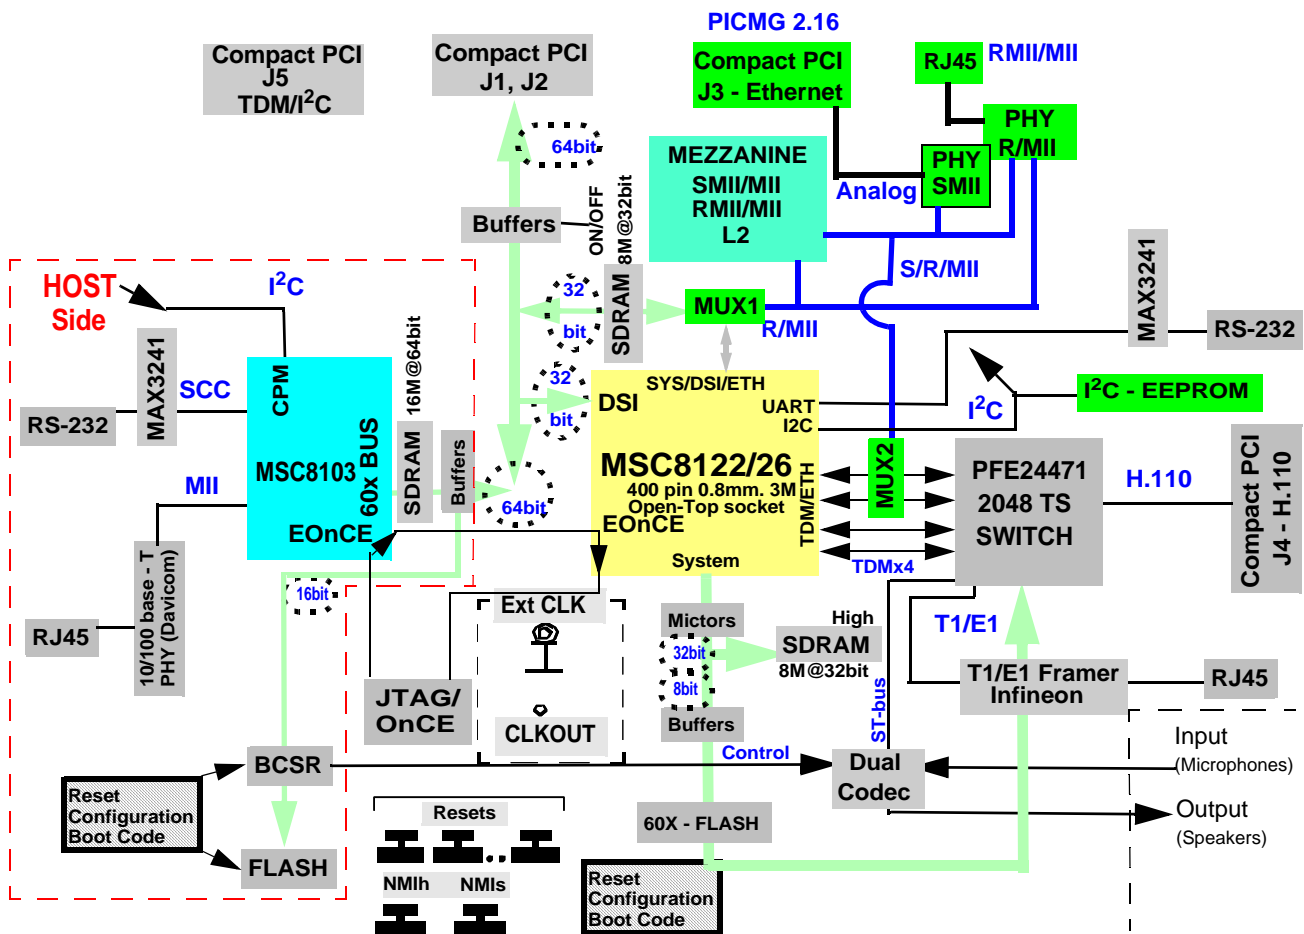 PICMG 2.16
Compact PCI
J5
TDM/I2C
Compact PCI
J1, J2
Compact PCI
J3 - Ethernet
RJ45
RMII/MII
PHY
R/MII
PHY
SMII
Analog
MEZZANINE
SMII/MII
RMII/MII
L2
64bit
Buffers
ON/OFF
8M@32bit
SDRAM
S/R/MII
MAX3241
RS-232
HOST
Side
I2C
32
bit
MUX1
R/MII
MAX3241
SCC
RS-232
CPM
MSC8103
60x BUS
EOnCE
16M@64bit
SDRAM
Buffers
32
bit
64bit
SYS/DSI/ETH
DSI
UART
I2C
MSC8122/26
400 pin 0.8mm. 3M
Open-Top socket
EOnCE
TDM/ETH
System
I2C
I2C - EEPROM
MUX2
PFE24471
2048 TS
SWITCH
H.110
Compact PCI
J4 - H.110
TDMx4
MII
10/100 base - T
PHY (Davicom)
RJ45
16bit
Ext CLK
CLKOUT
JTAG/
OnCE
Mictors
32bit
8bit
Buffers
High
SDRAM
8M@32bit
T1/E1
T1/E1 Framer
Infineon
RJ45
ST-bus
Control
Dual
Codec
Input
(Microphones)
Output
(Speakers)
BCSR
Reset
Configuration
Boot Code
FLASH
Resets
NMIh
NMIs
60X - FLASH
Reset
Configuration
Boot Code